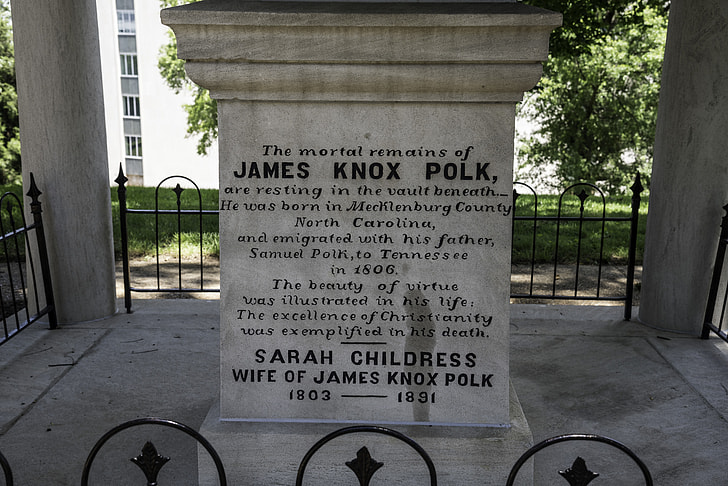 The mortal remains of
JAMES KNOX POLK,
are resting in the vault beneath.
He was born in Mecklenburg County
North Carolina,
and emigrated with his father,
Samuel Polk, to Tennessee
in 1806.
The beauty of virtue
was illustrated in his life;
The excellence of Christianity
was exemplified in his death.
SARAH CHILDRESS
WIFE OF JAMES KNOX POLK
1803 — 1891